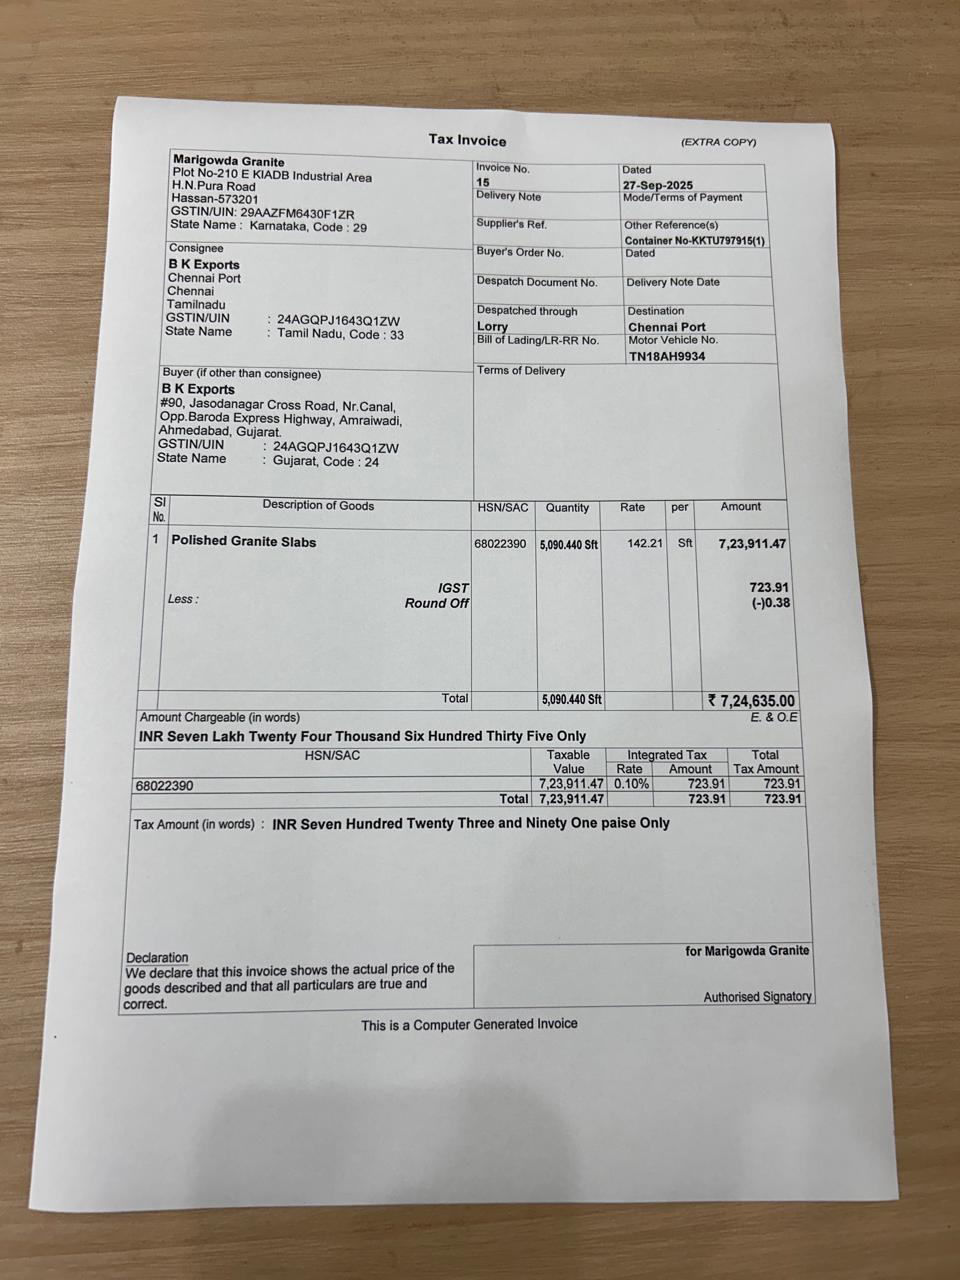 Tax Invoice
(EXTRA COPY)
Marigowda Granite
Plot No-210 E KIADB Industrial Area
H.N.Pura Road
Hassan-573201
GSTIN/UIN: 29AAZFM6430F1ZR
State Name : Karnataka, Code : 29
Invoice No.
15
Dated
27-Sep-2025
Delivery Note
Mode/Terms of Payment
Supplier's Ref.
Other Reference(s)
Container No-KKTU797915(1)
Consignee
B K Exports
Chennai Port
Chennai
Tamilnadu
GSTIN/UIN : 24AGQPJ1643Q1ZW
State Name : Tamil Nadu, Code : 33
Buyer's Order No.
Dated
Despatch Document No.
Delivery Note Date
Despatched through
Lorry
Destination
Chennai Port
Bill of Lading/LR-RR No.
Motor Vehicle No.
TN18AH9934
Buyer (if other than consignee)
B K Exports
#90, Jasodanagar Cross Road, Nr.Canal,
Opp.Baroda Express Highway, Amraiwadi,
Ahmedabad, Gujarat.
GSTIN/UIN : 24AGQPJ1643Q1ZW
State Name : Gujarat, Code : 24
Terms of Delivery
Sl No. Description of Goods HSN/SAC Quantity Rate per Amount
1 Polished Granite Slabs 68022390 5,090.440 Sft 142.21 Sft 7,23,911.47
IGST 723.91
Less : Round Off (-)0.38
Total 5,090.440 Sft ₹ 7,24,635.00
Amount Chargeable (in words) E. & O.E
INR Seven Lakh Twenty Four Thousand Six Hundred Thirty Five Only
HSN/SAC Taxable Value Integrated Tax Total Tax Amount
Rate Amount
68022390 7,23,911.47 0.10% 723.91 723.91
Total 7,23,911.47 723.91 723.91
Tax Amount (in words) : INR Seven Hundred Twenty Three and Ninety One paise Only
Declaration
We declare that this invoice shows the actual price of the
goods described and that all particulars are true and
correct.
for Marigowda Granite
Authorised Signatory
This is a Computer Generated Invoice